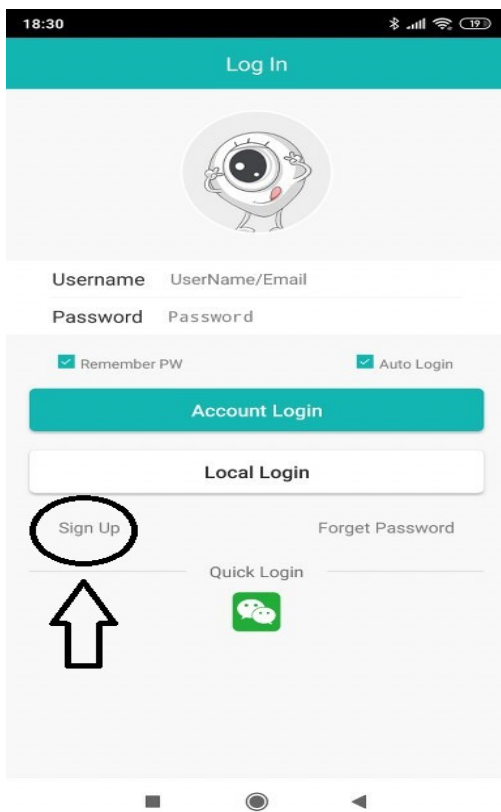 18:30
19
Log In
Username UserName/Email
Password Password
Remember PW Auto Login
Account Login
Local Login
Sign Up Forget Password
Quick Login